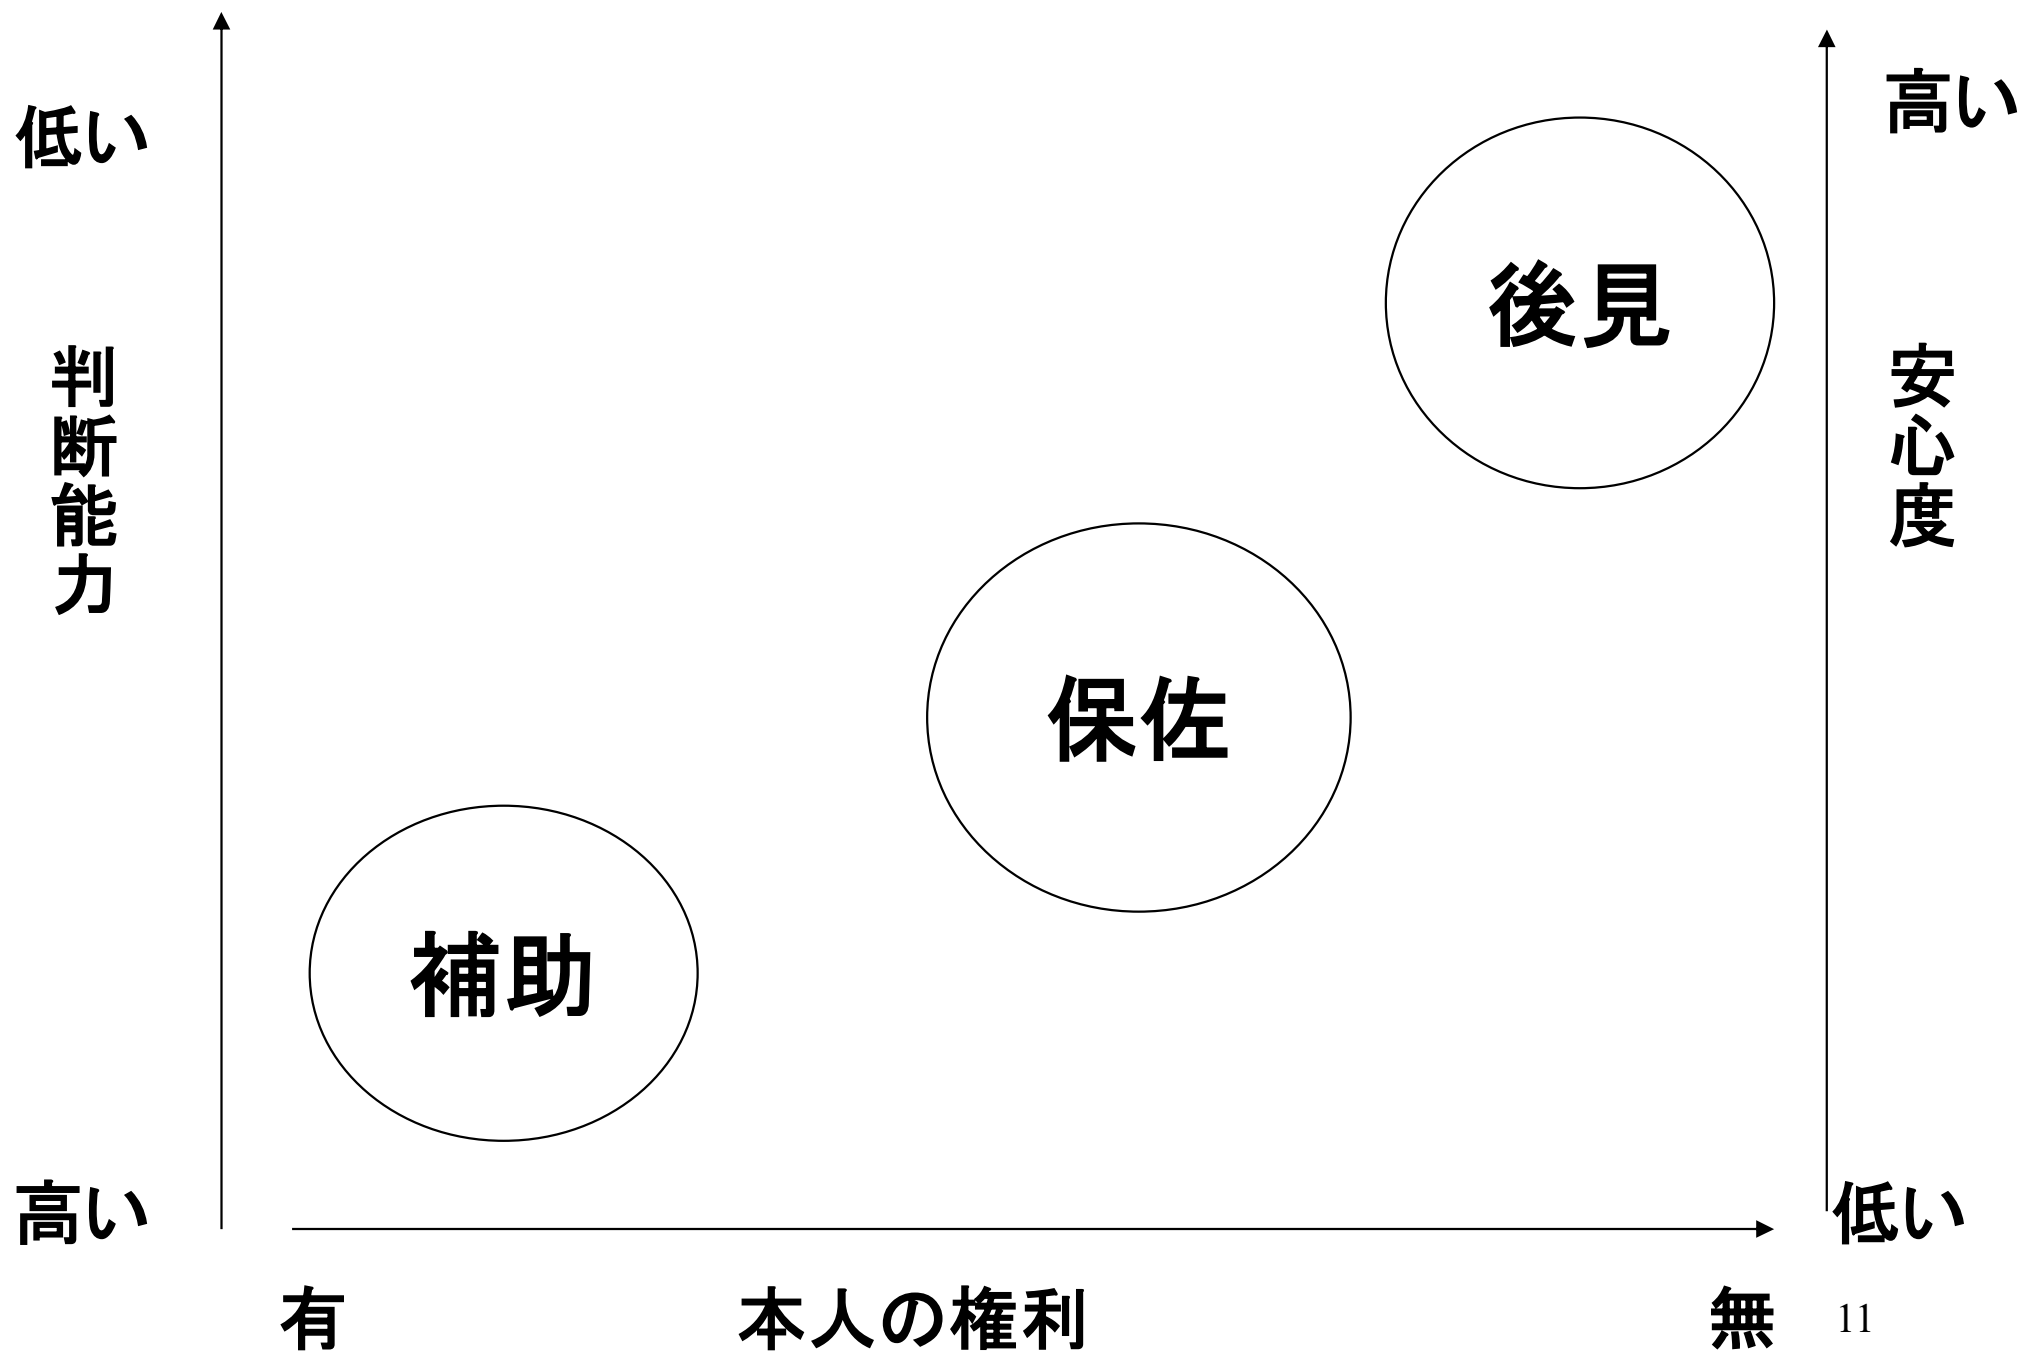 低い
高い
後見
判断能力
安心度
保佐
補助
高い
低い
有
本人の権利
無
11